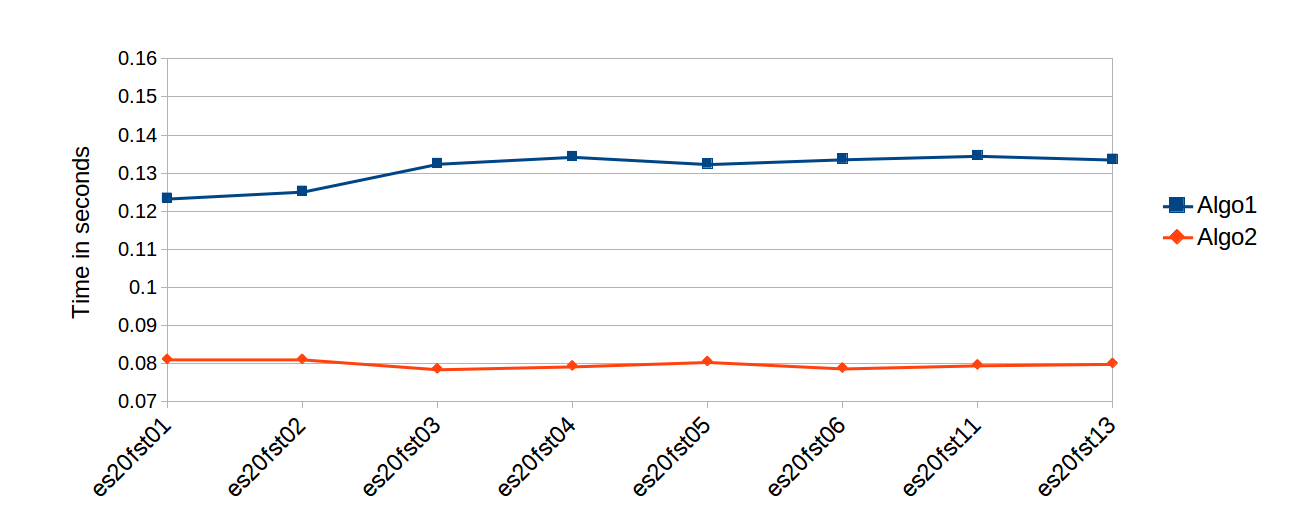 0.16
0.15
0.14
0.13
0.12
0.11
0.1
0.09
0.08
0.07
Time in seconds
es20fst01
es20fst02
es20fst03
es20fst04
es20fst05
es20fst06
es20fst11
es20fst13
Algo1
Algo2